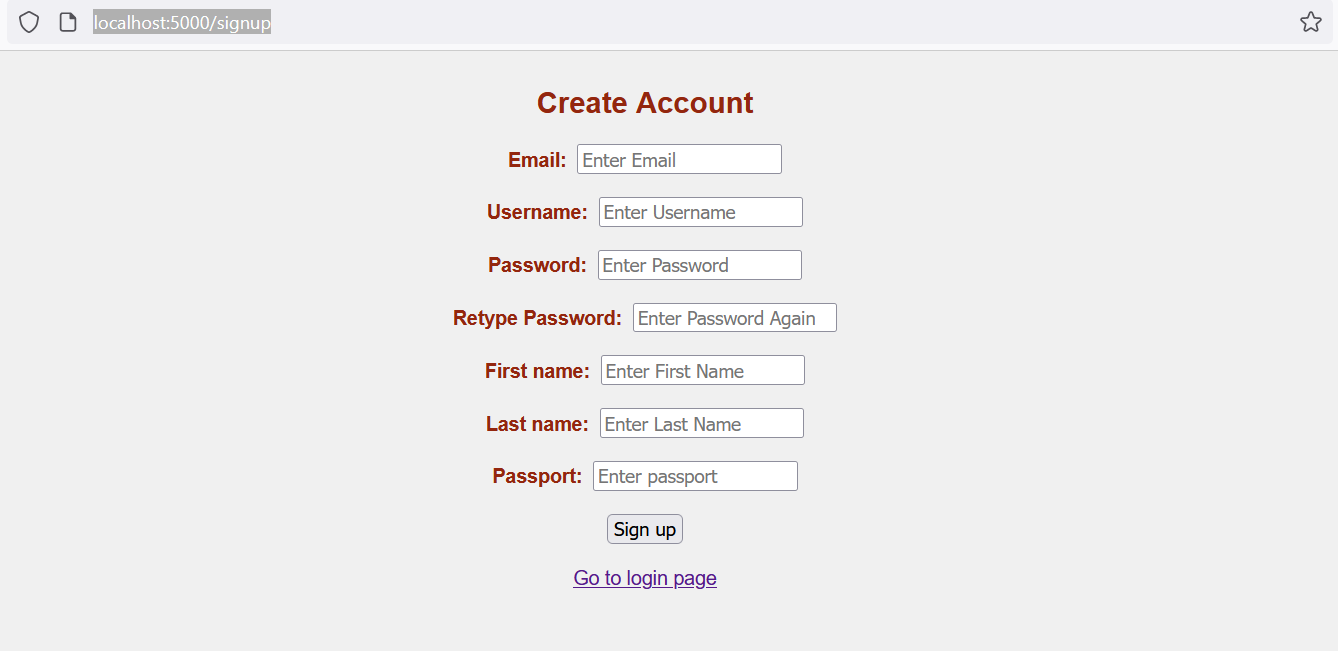 localhost:5000/signup
Create Account
Email: Enter Email
Username: Enter Username
Password: Enter Password
Retype Password: Enter Password Again
First name: Enter First Name
Last name: Enter Last Name
Passport: Enter passport
Sign up
Go to login page